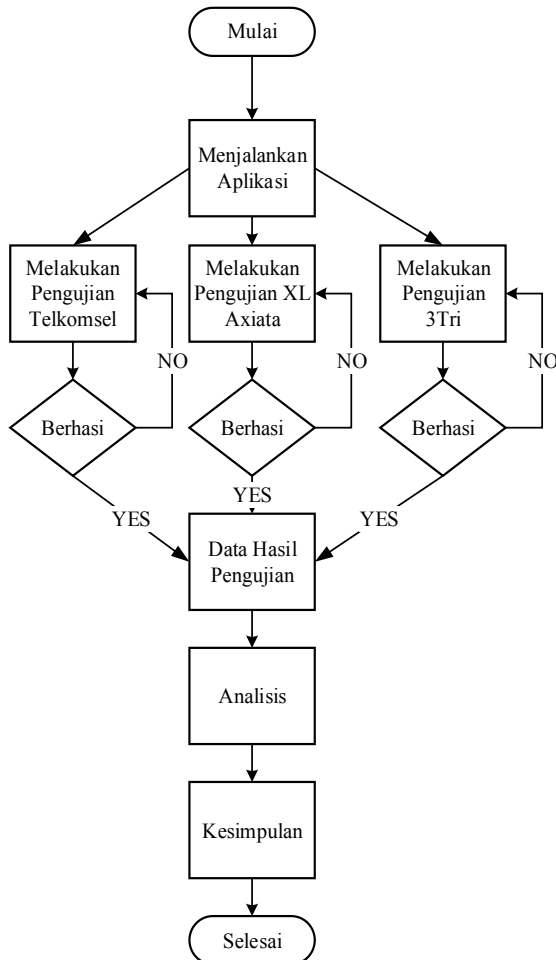 Mulai
Menjalankan
Aplikasi
Melakukan
Pengujian
Telkomsel
Melakukan
Pengujian XL
Axiata
Melakukan
Pengujian
3Tri
NO
NO
NO
Berhasi
Berhasi
Berhasi
YES
YES
YES
Data Hasil
Pengujian
Analisis
Kesimpulan
Selesai